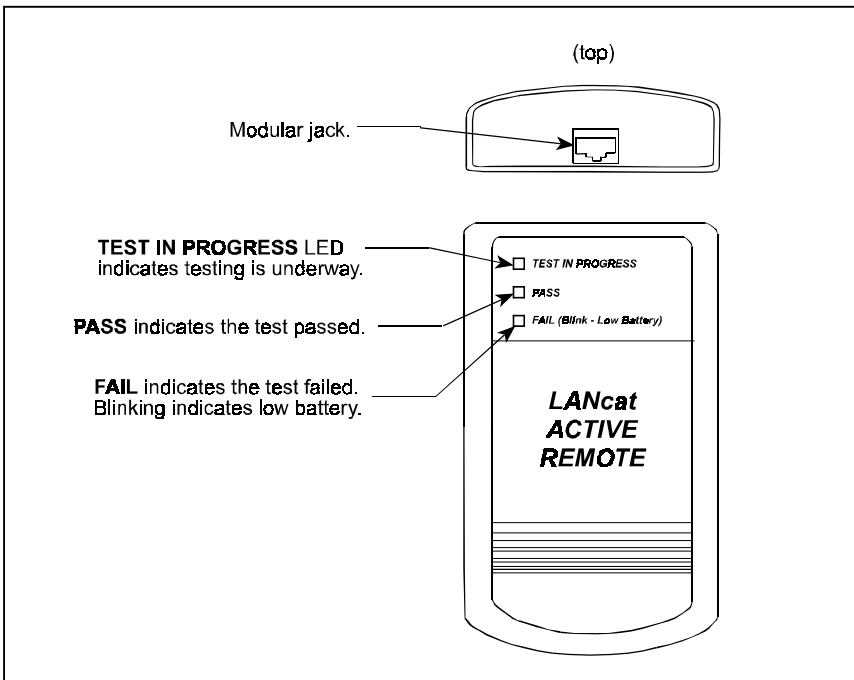 (top)
Modular jack.
TEST IN PROGRESS LED
indicates testing is underway.
PASS indicates the test passed.
FAIL indicates the test failed.
Blinking indicates low battery.
TEST IN PROGRESS
PASS
FAIL (Blink - Low Battery)
LANcat
ACTIVE
REMOTE